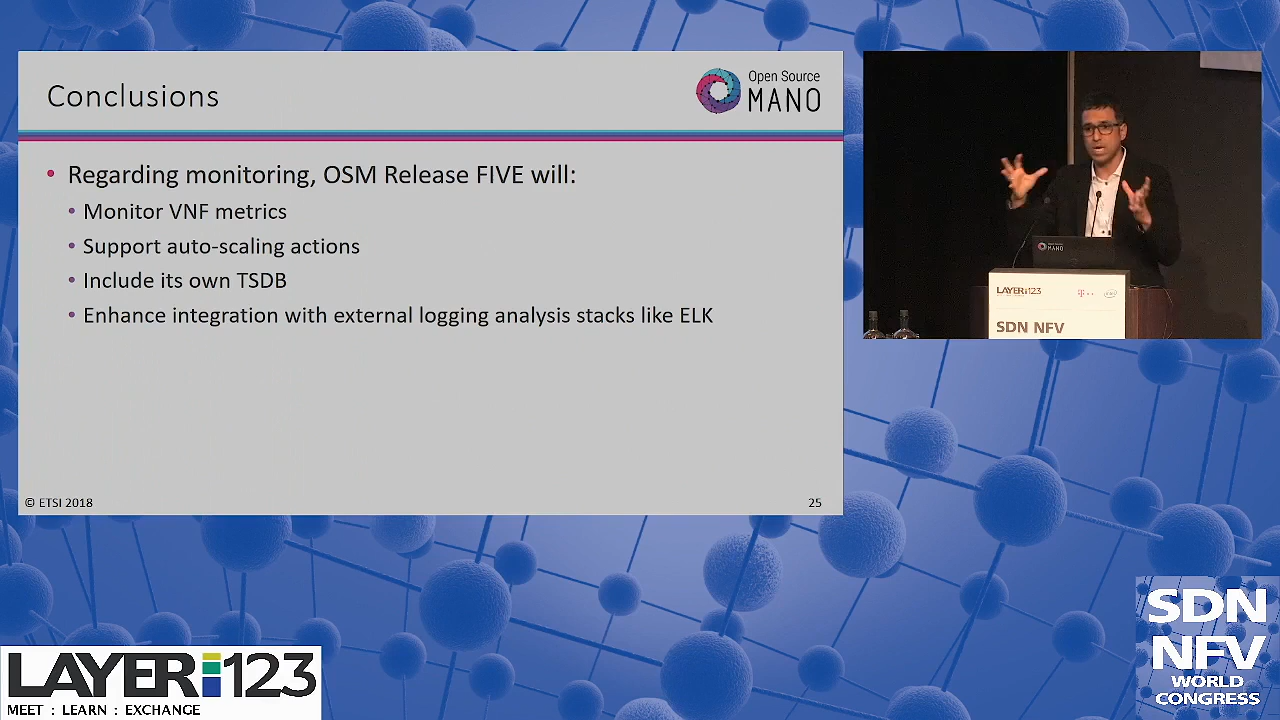 Conclusions
Open Source
MANO
• Regarding monitoring, OSM Release FIVE will:
• Monitor VNF metrics
• Support auto-scaling actions
• Include its own TSDB
• Enhance integration with external logging analysis stacks like ELK
© ETSI 2018
25
MANO
LAYER123
SDN NFV
LAYER123
MEET : LEARN : EXCHANGE
SDN
NFV
WORLD
CONGRESS